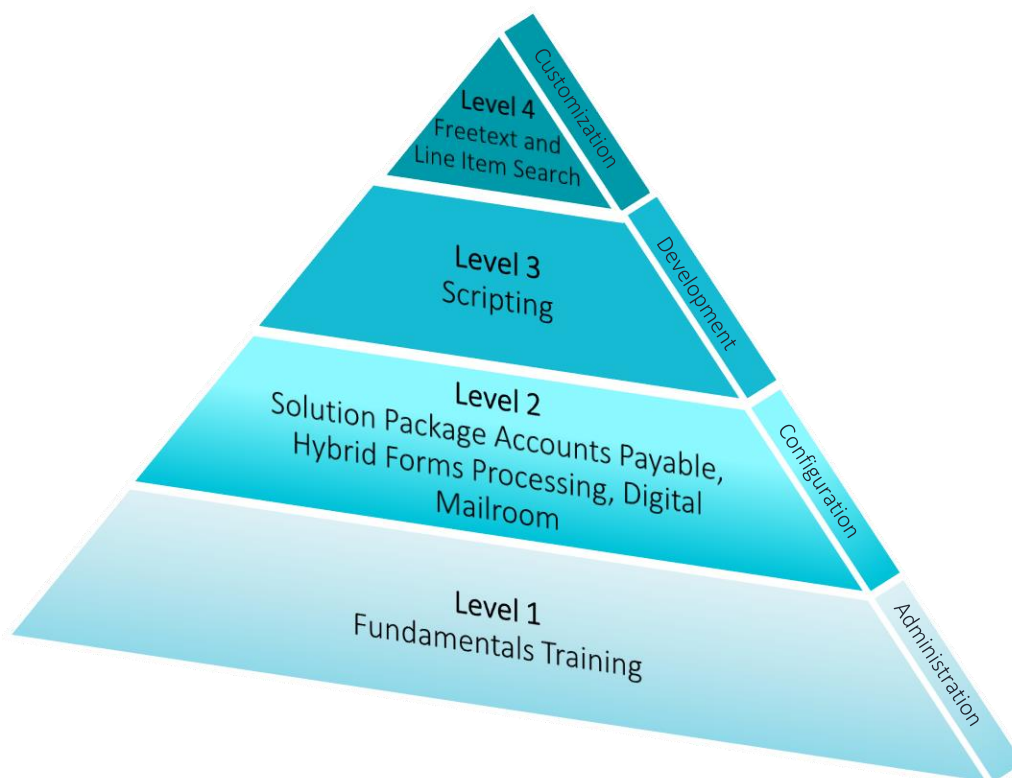 Level 4
Freetext and
Line Item Search
Customization
Level 3
Scripting
Development
Level 2
Solution Package Accounts Payable,
Hybrid Forms Processing, Digital
Mailroom
Configuration
Level 1
Fundamentals Training
Administration